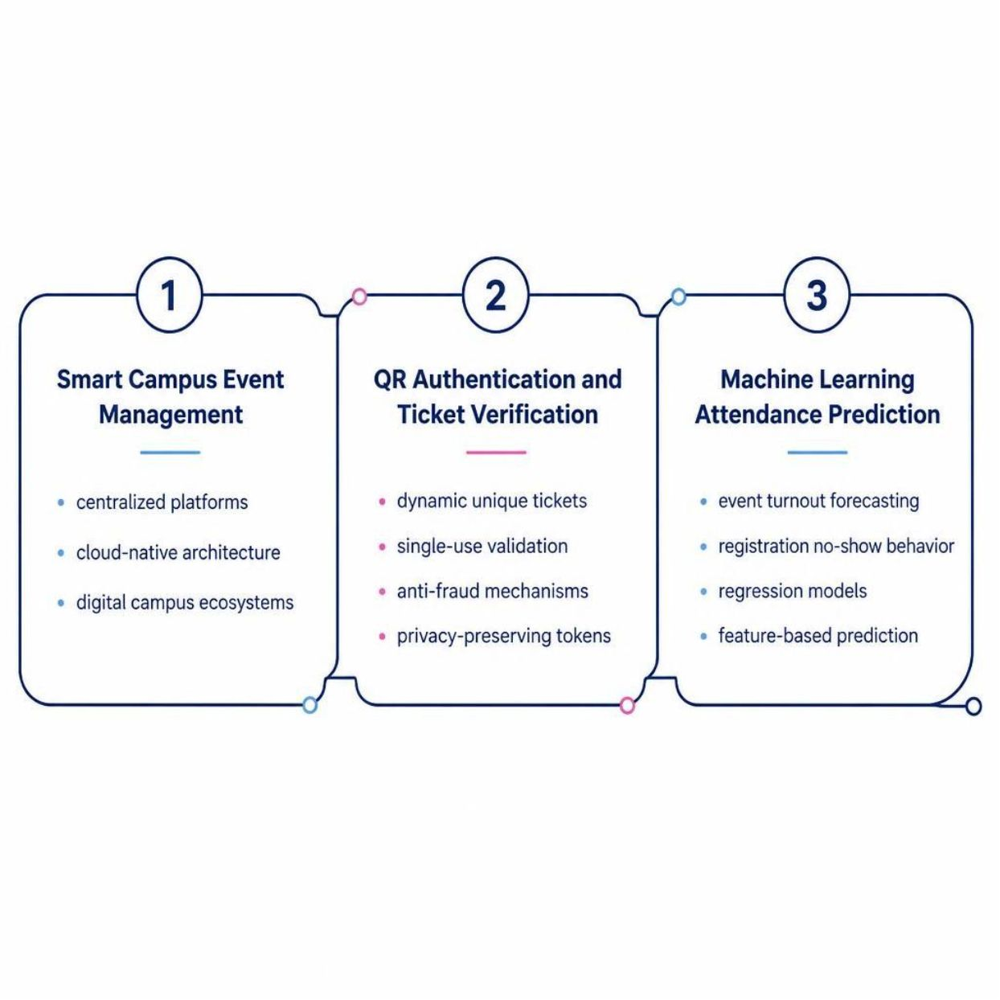 1
Smart Campus Event
Management
centralized platforms
cloud-native architecture
digital campus ecosystems
2
QR Authentication and
Ticket Verification
dynamic unique tickets
single-use validation
anti-fraud mechanisms
privacy-preserving tokens
3
Machine Learning
Attendance Prediction
event turnout forecasting
registration no-show behavior
regression models
feature-based prediction